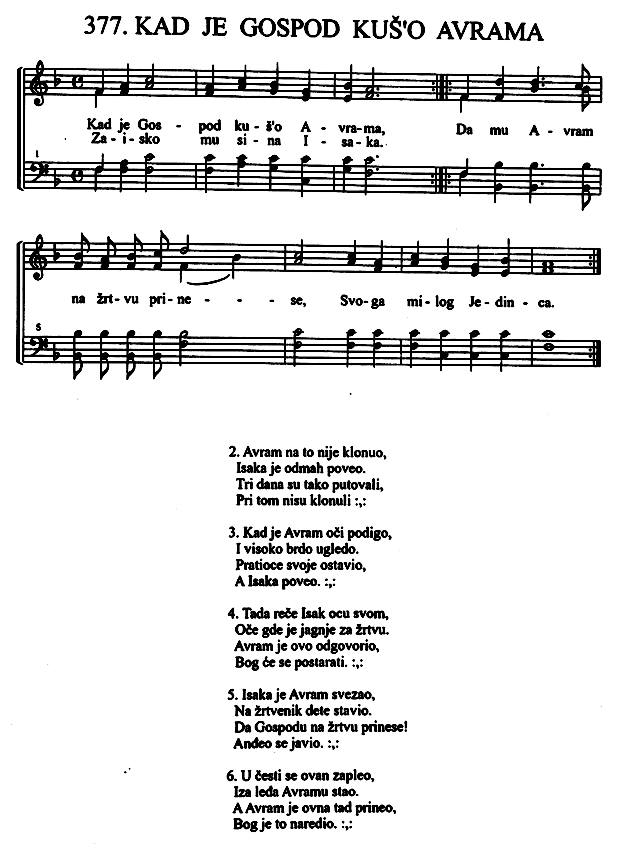 377. KAD JE GOSPOD KUŠ'O AVRAMA
Kad je Gos - pod ku - š'o A - vra-ma, Da mu A - vram
Za - i - sko mu si - na I - sa-ka.
1
na žrt-vu pri-ne - - - se, Svo-ga mi-log Je-din - ca.
5
2. Avram na to nije klonuo,
Isaka je odmah poveo.
Tri dana su tako putovali,
Pri tom nisu klonuli :,:
3. Kad je Avram oči podigo,
I visoko brdo ugledo.
Pratioce svoje ostavio,
A Isaka poveo. :,:
4. Tada reče Isak ocu svom,
Oče gde je jagnje za žrtvu.
Avram je ovo odgovorio,
Bog će se postarati. :,:
5. Isaka je Avram svezao,
Na žrtvenik dete stavio.
Da Gospodu na žrtvu prinese!
Anđeo se javio. :,:
6. U česti se ovan zapleo,
Iza leđa Avramu stao.
A Avram je ovna tad prineo,
Bog je to naredio. :,: